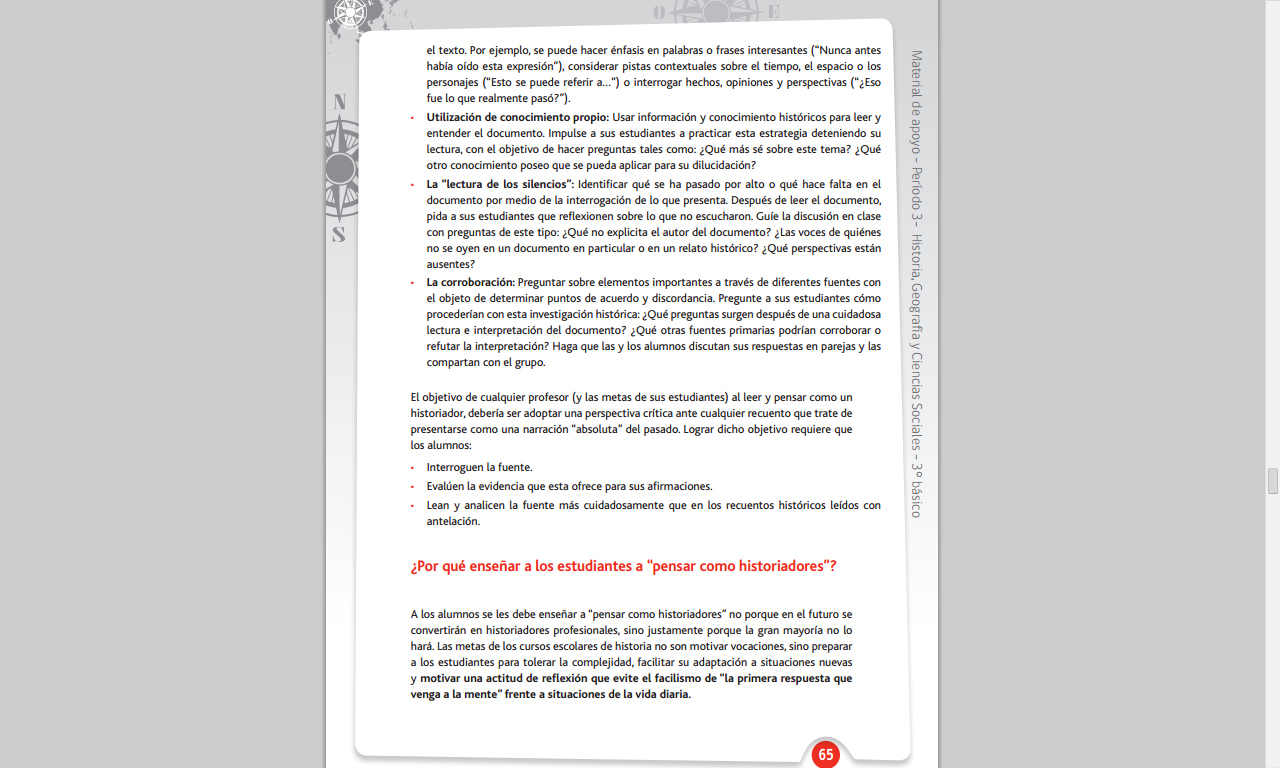 O E
el texto. Por ejemplo, se puede hacer énfasis en palabras o frases interesantes (“Nunca antes
había oído esta expresión”), considerar pistas contextuales sobre el tiempo, el espacio o los
personajes (“Esto se puede referir a...”) o interrogar hechos, opiniones y perspectivas (“¿Eso
fue lo que realmente pasó?”).
N
S
• Utilización de conocimiento propio: Usar información y conocimiento históricos para leer y
entender el documento. Impulse a sus estudiantes a practicar esta estrategia deteniendo su
lectura, con el objetivo de hacer preguntas tales como: ¿Qué más sé sobre este tema? ¿Qué
otro conocimiento poseo que se pueda aplicar para su dilucidación?
• La “lectura de los silencios”: Identificar qué se ha pasado por alto o qué hace falta en el
documento por medio de la interrogación de lo que presenta. Después de leer el documento,
pida a sus estudiantes que reflexionen sobre lo que no escucharon. Guíe la discusión en clase
con preguntas de este tipo: ¿Qué no explicita el autor del documento? ¿Las voces de quiénes
no se oyen en un documento en particular o en un relato histórico? ¿Qué perspectivas están
ausentes?
• La corroboración: Preguntar sobre elementos importantes a través de diferentes fuentes con
el objeto de determinar puntos de acuerdo y discordancia. Pregunte a sus estudiantes cómo
procederían con esta investigación histórica: ¿Qué preguntas surgen después de una cuidadosa
lectura e interpretación del documento? ¿Qué otras fuentes primarias podrían corroborar o
refutar la interpretación? Haga que las y los alumnos discutan sus respuestas en parejas y las
compartan con el grupo.
El objetivo de cualquier profesor (y las metas de sus estudiantes) al leer y pensar como un
historiador, debería ser adoptar una perspectiva crítica ante cualquier recuento que trate de
presentarse como una narración “absoluta” del pasado. Lograr dicho objetivo requiere que
los alumnos:
• Interroguen la fuente.
• Evalúen la evidencia que esta ofrece para sus afirmaciones.
• Lean y analicen la fuente más cuidadosamente que en los recuentos históricos leídos con
antelación.
¿Por qué enseñar a los estudiantes a “pensar como historiadores”?
A los alumnos se les debe enseñar a “pensar como historiadores” no porque en el futuro se
convertirán en historiadores profesionales, sino justamente porque la gran mayoría no lo
hará. Las metas de los cursos escolares de historia no son motivar vocaciones, sino preparar
a los estudiantes para tolerar la complejidad, facilitar su adaptación a situaciones nuevas
y motivar una actitud de reflexión que evite el facilismo de “la primera respuesta que
venga a la mente” frente a situaciones de la vida diaria.
Material de apoyo - Período 3- Historia, Geografía y Ciencias Sociales - 3º básico
65